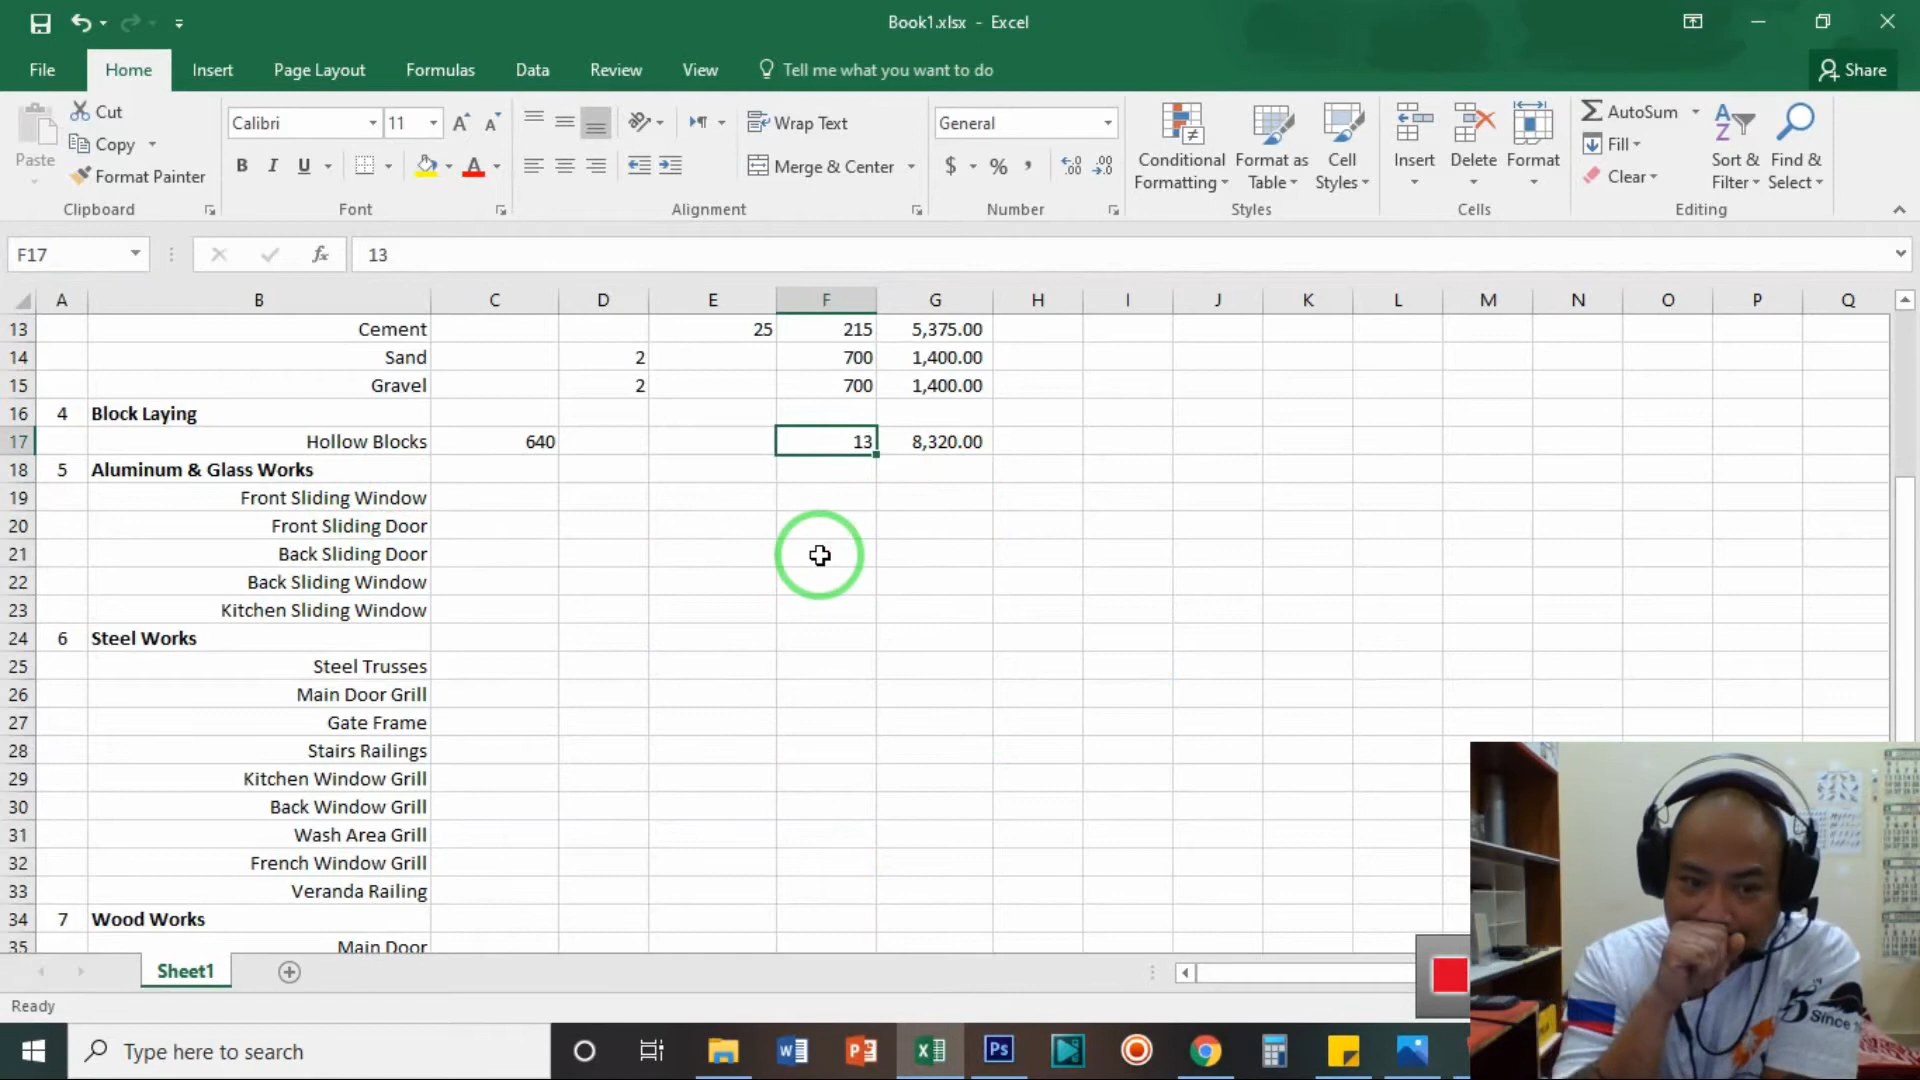 Book1.xlsx - Excel
File Home Insert Page Layout Formulas Data Review View Tell me what you want to do Share
Paste
Cut
Copy
Format Painter
Clipboard
Calibri 11
B I U
Font
Wrap Text
Merge & Center
Alignment
General
$ % ,
Number
Conditional Formatting
Format as Table
Cell Styles
Styles
Insert Delete Format
Cells
AutoSum
Fill
Clear
Sort & Filter
Find & Select
Editing
F17 fx 13
A B C D E F G H I J K L M N O P Q
13 Cement 25 215 5,375.00
14 Sand 2 700 1,400.00
15 Gravel 2 700 1,400.00
16 4 Block Laying
17 Hollow Blocks 640 13 8,320.00
18 5 Aluminum & Glass Works
19 Front Sliding Window
20 Front Sliding Door
21 Back Sliding Door
22 Back Sliding Window
23 Kitchen Sliding Window
24 6 Steel Works
25 Steel Trusses
26 Main Door Grill
27 Gate Frame
28 Stairs Railings
29 Kitchen Window Grill
30 Back Window Grill
31 Wash Area Grill
32 French Window Grill
33 Veranda Railing
34 7 Wood Works
35 Main Door
Sheet1
Ready
Type here to search
Since